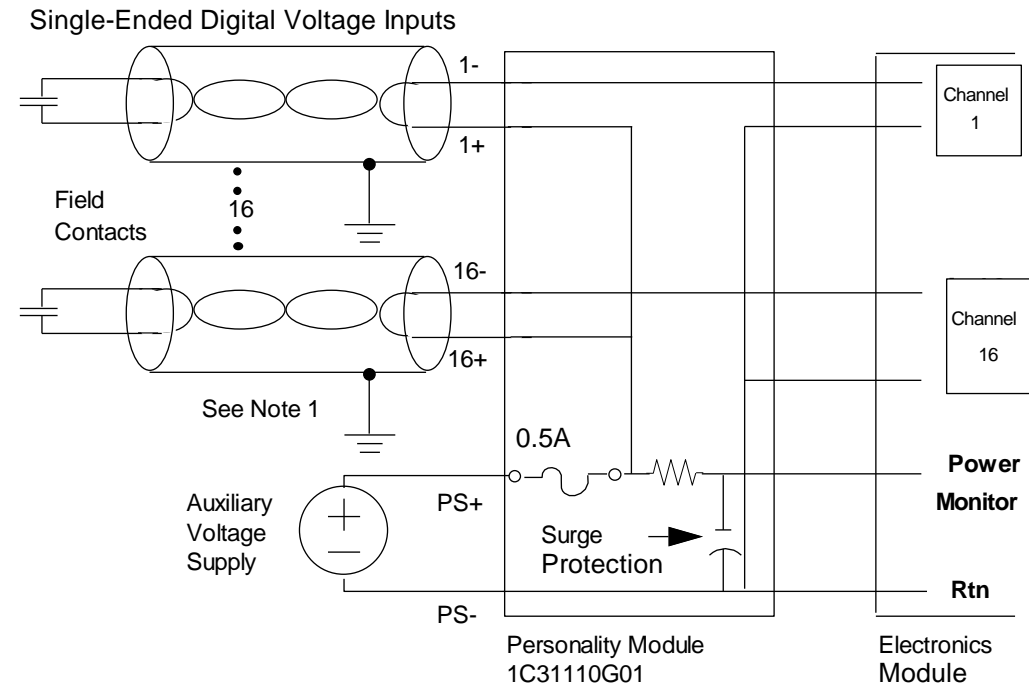 Single-Ended Digital Voltage Inputs
1-
Channel
1
1+
Field
Contacts
16
16-
Channel
16
16+
See Note 1
0.5A
Power
Monitor
PS+
Auxiliary
Voltage
Supply
Surge
Protection
Rtn
PS-
Personality Module
1C31110G01
Electronics
Module